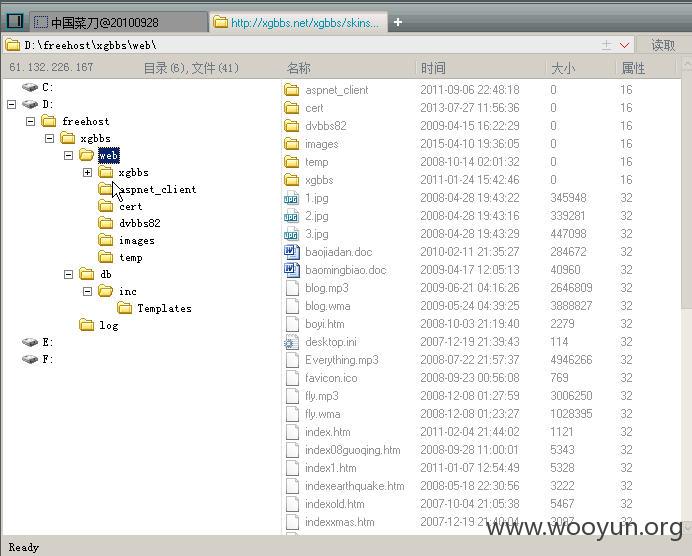 中国菜刀@20100928 http://xgbbs.net/xgbbs/skins...
D:\freehost\xgbbs\web\ 读取
61.132.226.167 目录(6),文件(41) 名称 时间 大小 属性
C:
D:
freehost
xgbbs
web
xgbbs
aspnet_client
cert
dvbbs82
images
temp
db
inc
Templates
log
E:
F:
aspnet_client 2011-09-06 22:48:18 0 16
cert 2013-07-27 11:56:36 0 16
dvbbs82 2009-04-15 16:22:29 0 16
images 2015-04-10 19:36:05 0 16
temp 2008-10-14 02:01:32 0 16
xgbbs 2011-01-24 15:42:46 0 16
1.jpg 2008-04-28 19:43:22 345948 32
2.jpg 2008-04-28 19:43:16 339281 32
3.jpg 2008-04-28 19:43:29 447098 32
baojiadan.doc 2010-02-11 21:35:27 284672 32
baomingbiao.doc 2009-04-17 12:05:13 40960 32
blog.mp3 2009-06-21 04:16:26 2646809 32
blog.wma 2009-05-24 04:39:25 3888827 32
boyi.htm 2008-10-03 21:19:40 2279 32
desktop.ini 2007-12-19 21:39:43 114 32
Everything.mp3 2008-07-22 21:57:37 4946266 32
favicon.ico 2008-09-23 00:56:08 769 32
fly.mp3 2008-12-08 01:27:59 3006250 32
fly.wma 2008-12-08 01:23:27 1028395 32
index.htm 2011-02-04 21:44:02 1121 32
index08guoqing.htm 2008-09-28 11:00:01 5343 32
index1.htm 2011-01-07 12:54:49 5328 32
indexearthquake.htm 2008-05-18 22:30:56 3222 32
indexold.htm 2007-10-04 21:05:38 5467 32
indexxmas.htm 2007-12-19
www.wooyun.org
Ready